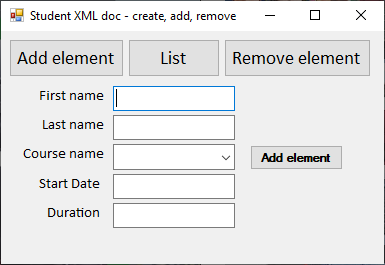 Student XML doc - create, add, remove
Add element List Remove element
First name
Last name
Course name
Add element
Start Date
Duration